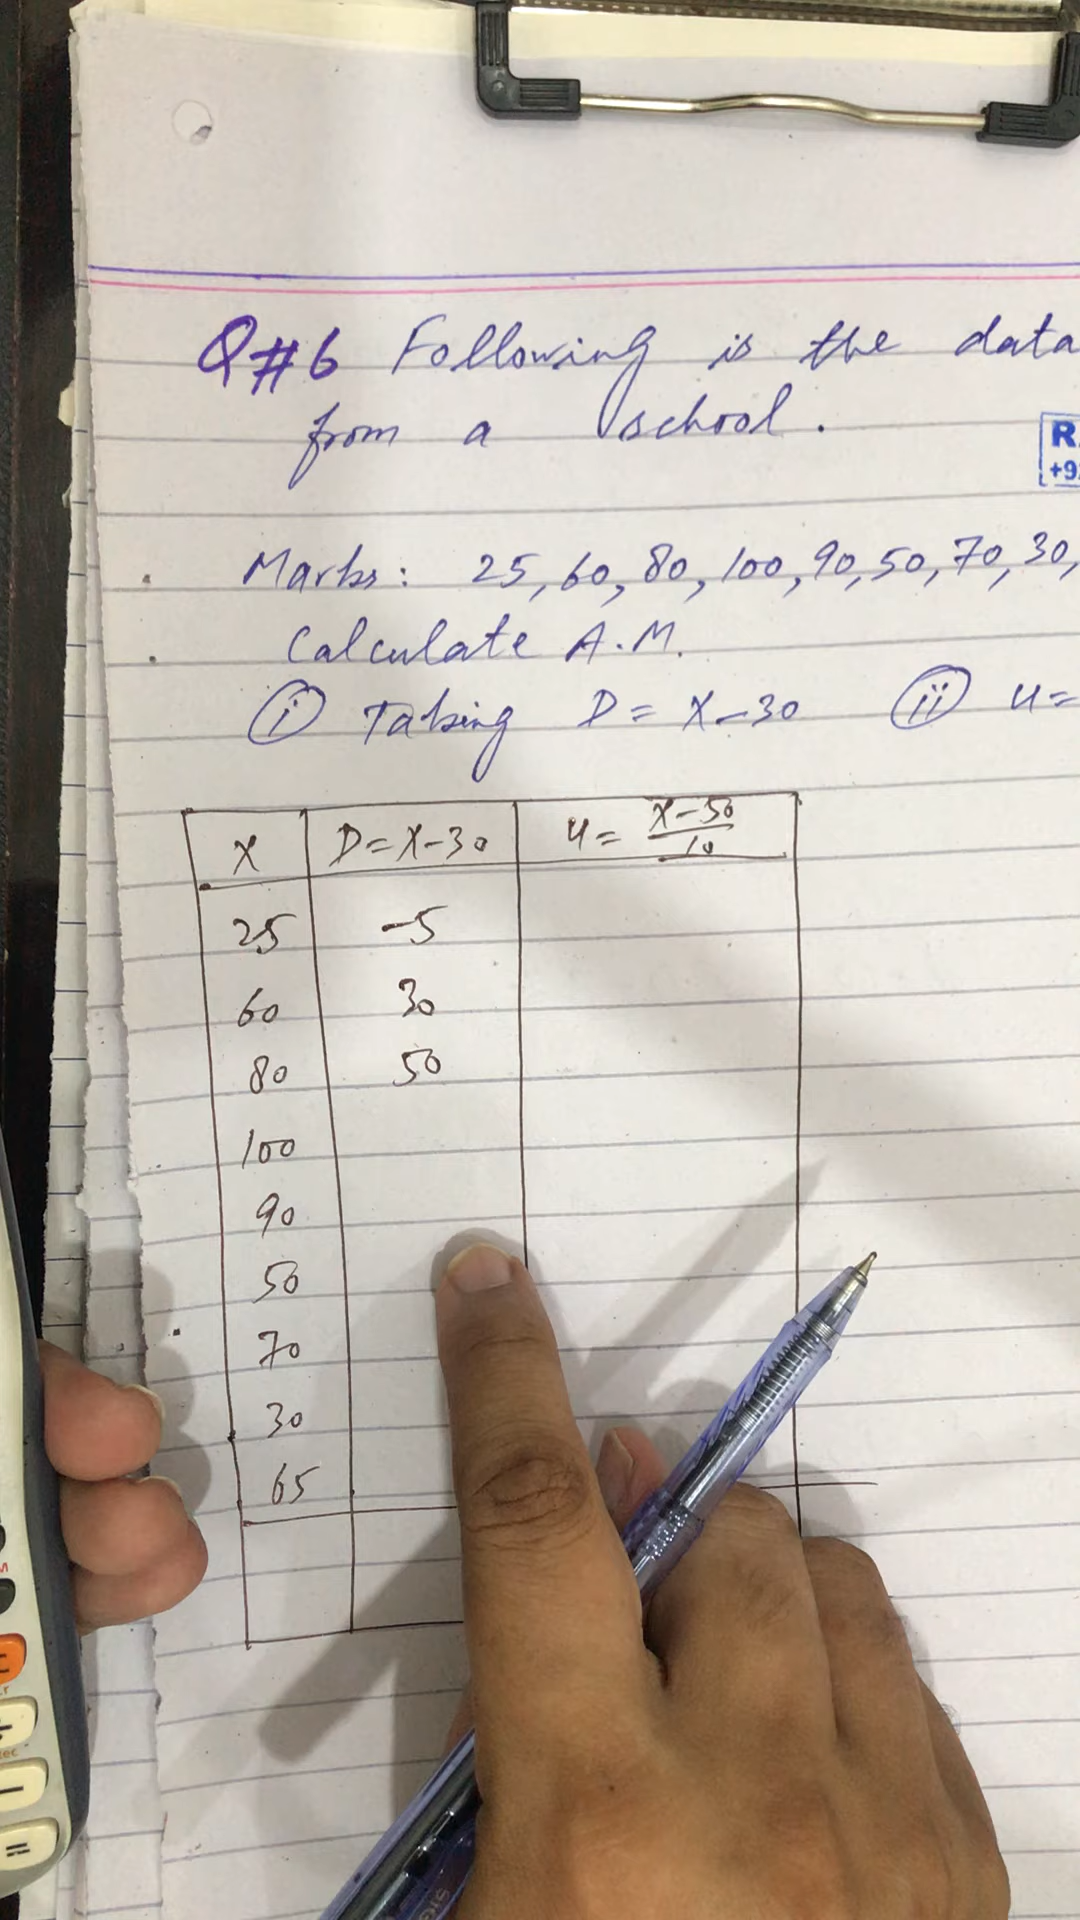 Q#6 Following is the data
from a school.
R.
+92
Marks: 25, 60, 80, 100, 90, 50, 70, 30,
Calculate A.M.
(i) Taking D = X - 30 (ii) u =
X D = X - 30 u = X - 50 / 10
25 -5
60 30
80 50
100
90
50
70
30
65
=